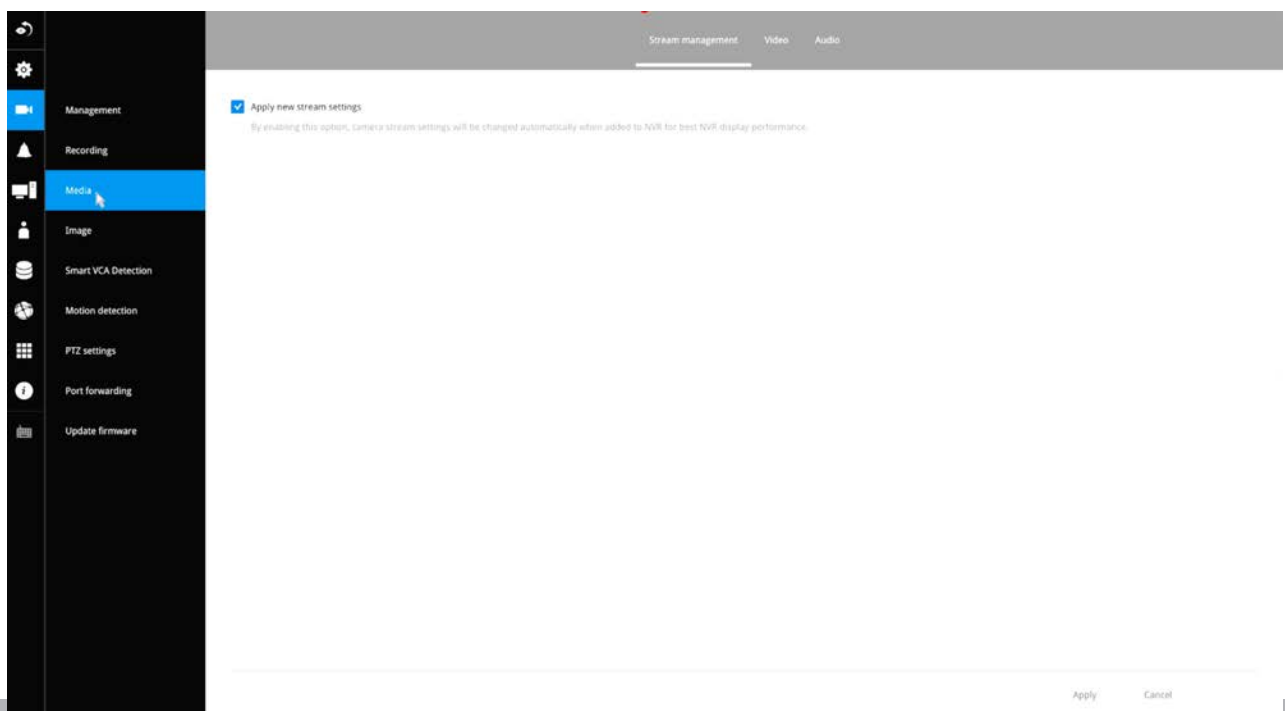 Stream management Video Audio
Management
Recording
Media
Image
Smart VCA Detection
Motion detection
PTZ settings
Port forwarding
Update firmware
Apply new stream settings
By enabling this option, camera stream settings will be changed automatically when added to NVR for best NVR display performance.
Apply Cancel